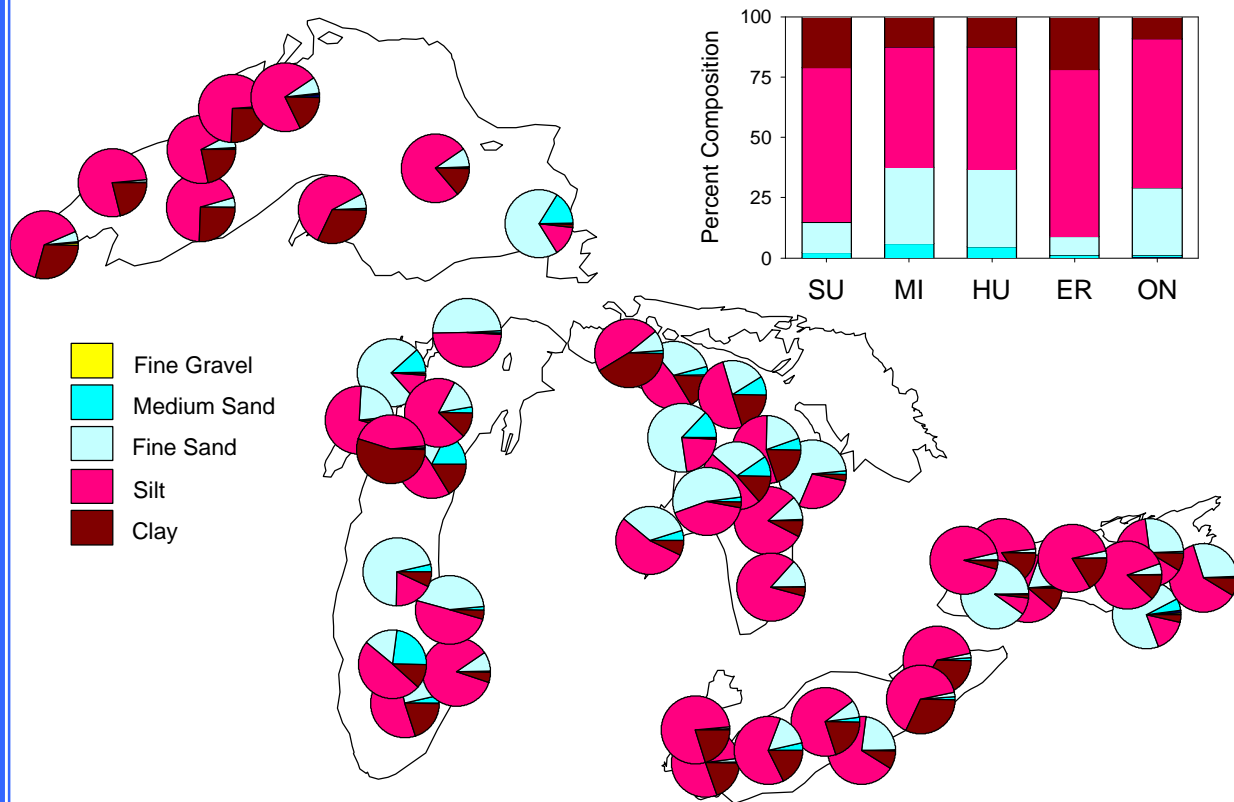 100
75
50
25
0
Percent Composition
SU MI HU ER ON
Fine Gravel
Medium Sand
Fine Sand
Silt
Clay